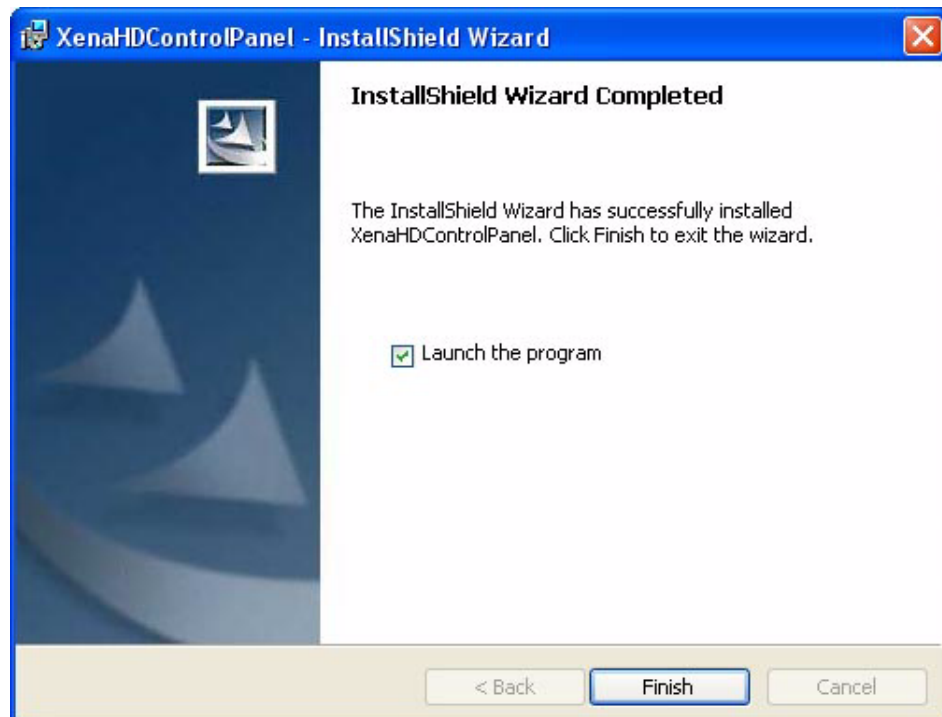 XenaHDControlPanel - InstallShield Wizard
InstallShield Wizard Completed
The InstallShield Wizard has successfully installed
XenaHDControlPanel. Click Finish to exit the wizard.
Launch the program
< Back
Finish
Cancel